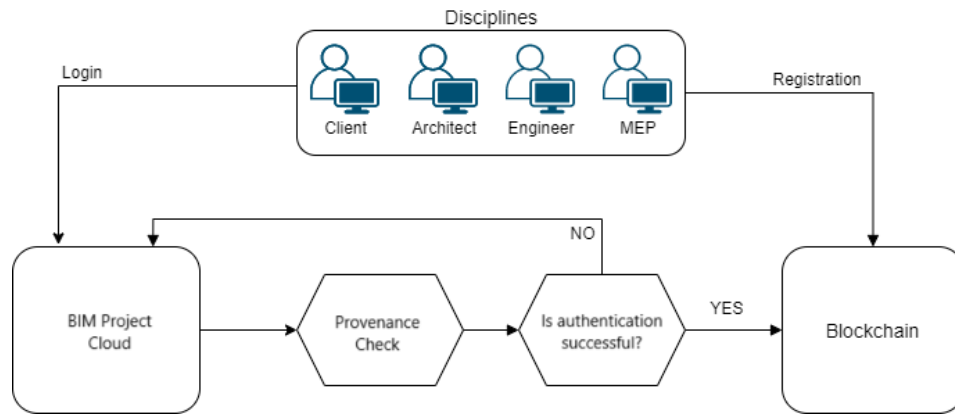 Disciplines
Login
Registration
Client
Architect
Engineer
MEP
NO
BIM Project
Cloud
Provenance
Check
Is authentication
successful?
YES
Blockchain